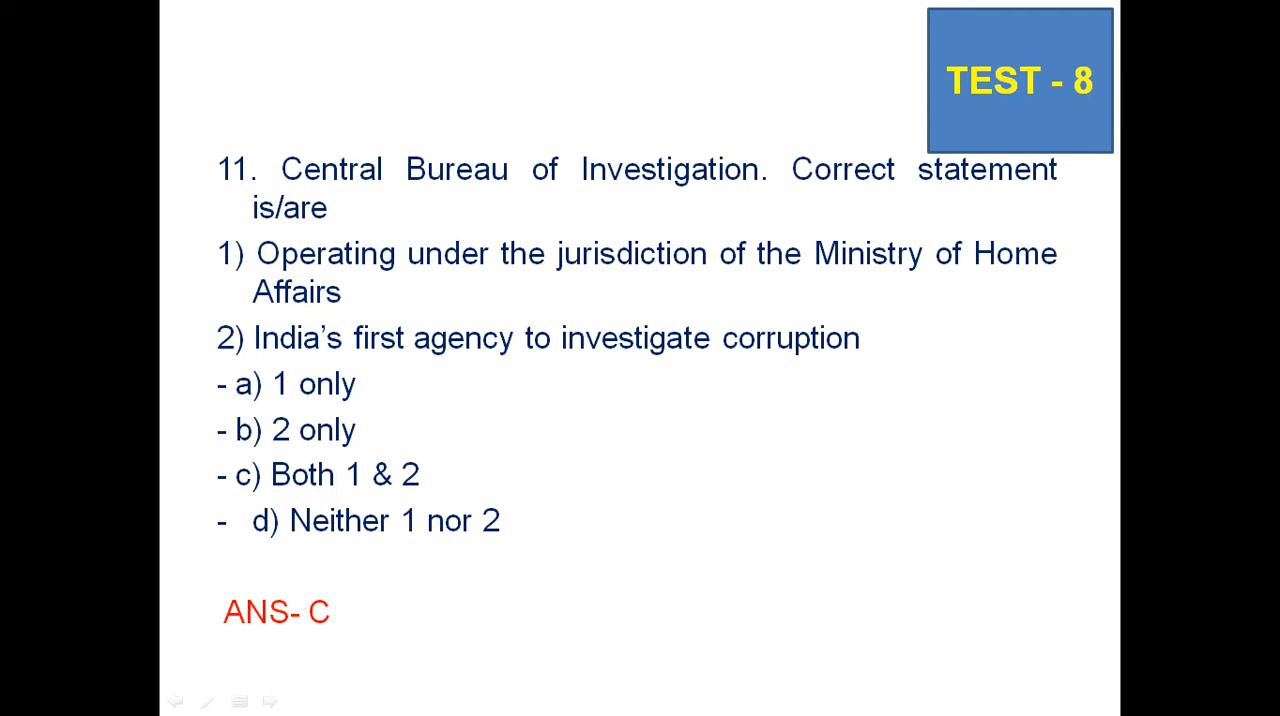 TEST - 8
11. Central Bureau of Investigation. Correct statement
is/are
1) Operating under the jurisdiction of the Ministry of Home
Affairs
2) India’s first agency to investigate corruption
- a) 1 only
- b) 2 only
- c) Both 1 & 2
- d) Neither 1 nor 2
ANS- C